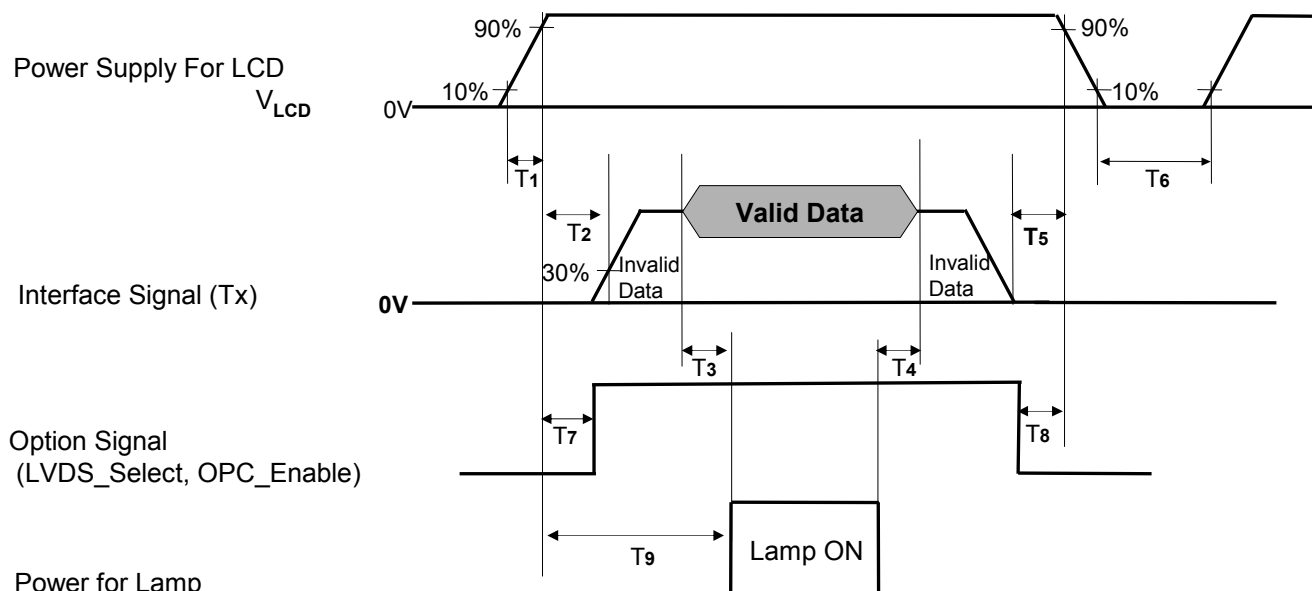 90%
90%
Power Supply For LCD
VLCD
10%
10%
0V
T1
T6
Valid Data
T2
T5
30%
Invalid
Data
Invalid
Data
Interface Signal (Tx)
0V
T3
T4
Option Signal
(LVDS_Select, OPC_Enable)
T7
T8
T9
Lamp ON
Power for Lamp